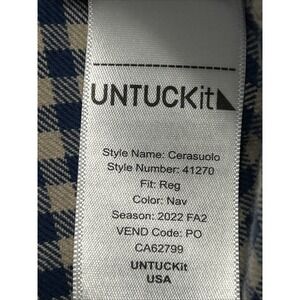 UNTUCKit
Style Name: Cerasuolo
Style Number: 41270
Fit: Reg
Color: Nav
Season: 2022 FA2
VEND Code: PO
CA62799
UNTUCKit
USA